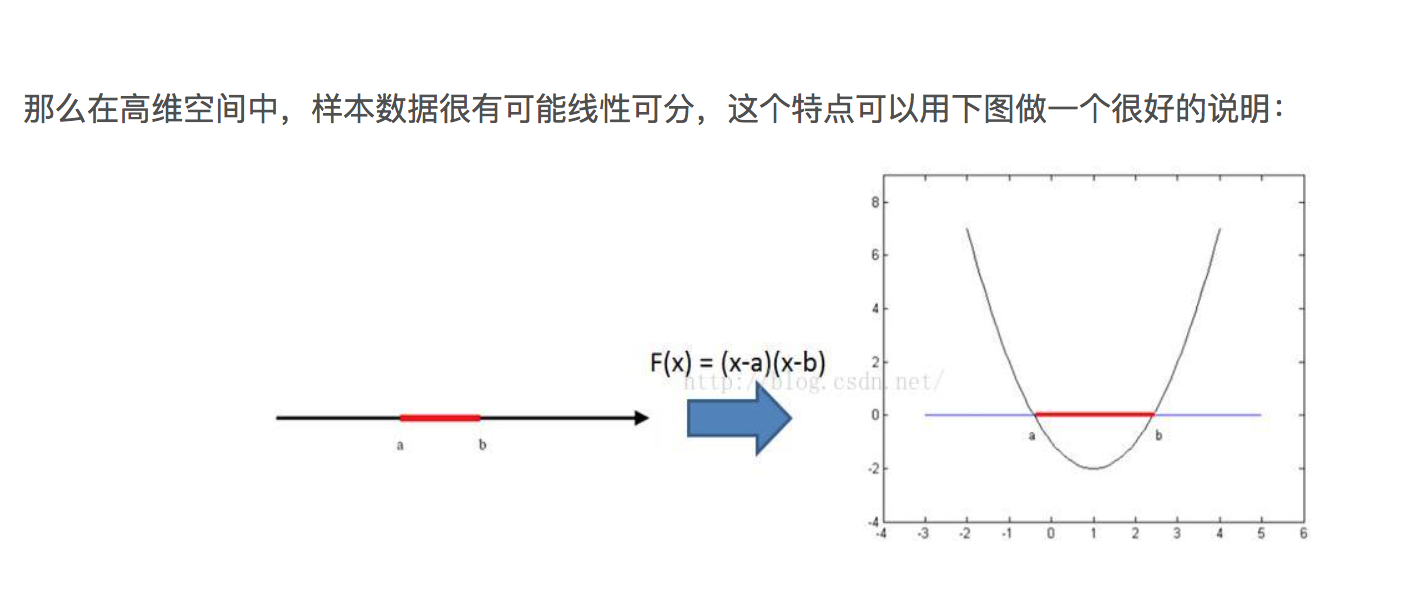 那么在高维空间中，样本数据很有可能线性可分，这个特点可以用下图做一个很好的说明：
F(x) = (x-a)(x-b)
http://blog.csdn.net/
a b
8
6
4
2
0
-2
-4
a b
-4 -3 -2 -1 0 1 2 3 4 5 6